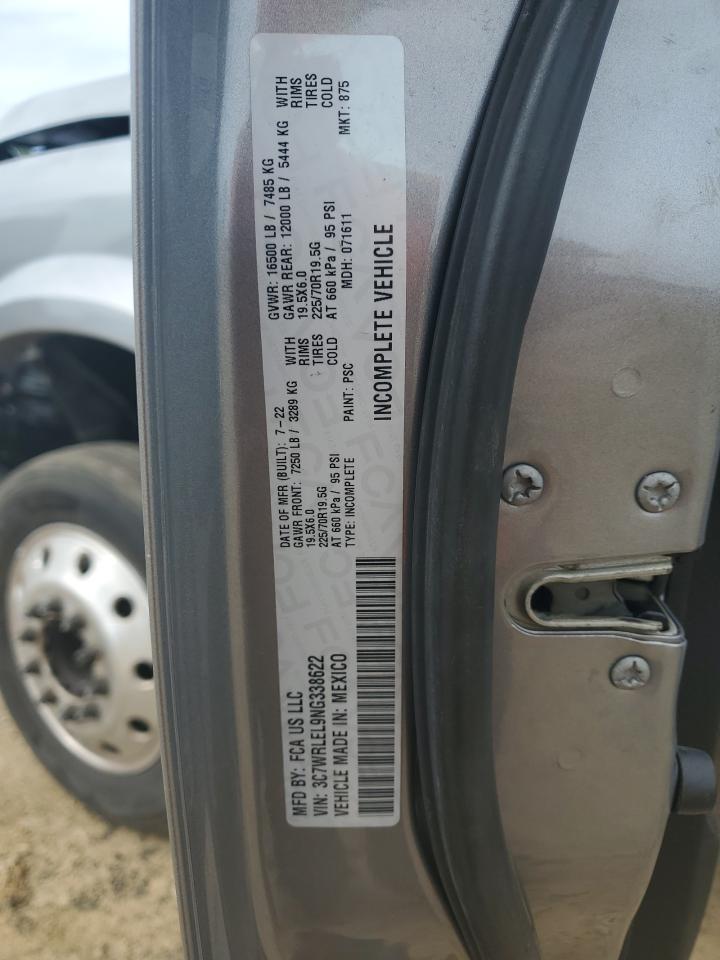 MFD BY: FCA US LLC
DATE OF MFR (BUILT): 7-22
GVWR: 16500 LB / 7485 KG
VIN: 3C7WRLEL9NG338622
GAWR FRONT: 7250 LB / 3289 KG WITH
GAWR REAR: 12000 LB / 5444 KG WITH
VEHICLE MADE IN: MEXICO
19.5X6.0 RIMS
19.5X6.0 RIMS
225/70R19.5G TIRES
225/70R19.5G TIRES
AT 660 kPa / 95 PSI COLD
AT 660 kPa / 95 PSI COLD
TYPE: INCOMPLETE PAINT: PSC MDH: 071611 MKT: 875
INCOMPLETE VEHICLE